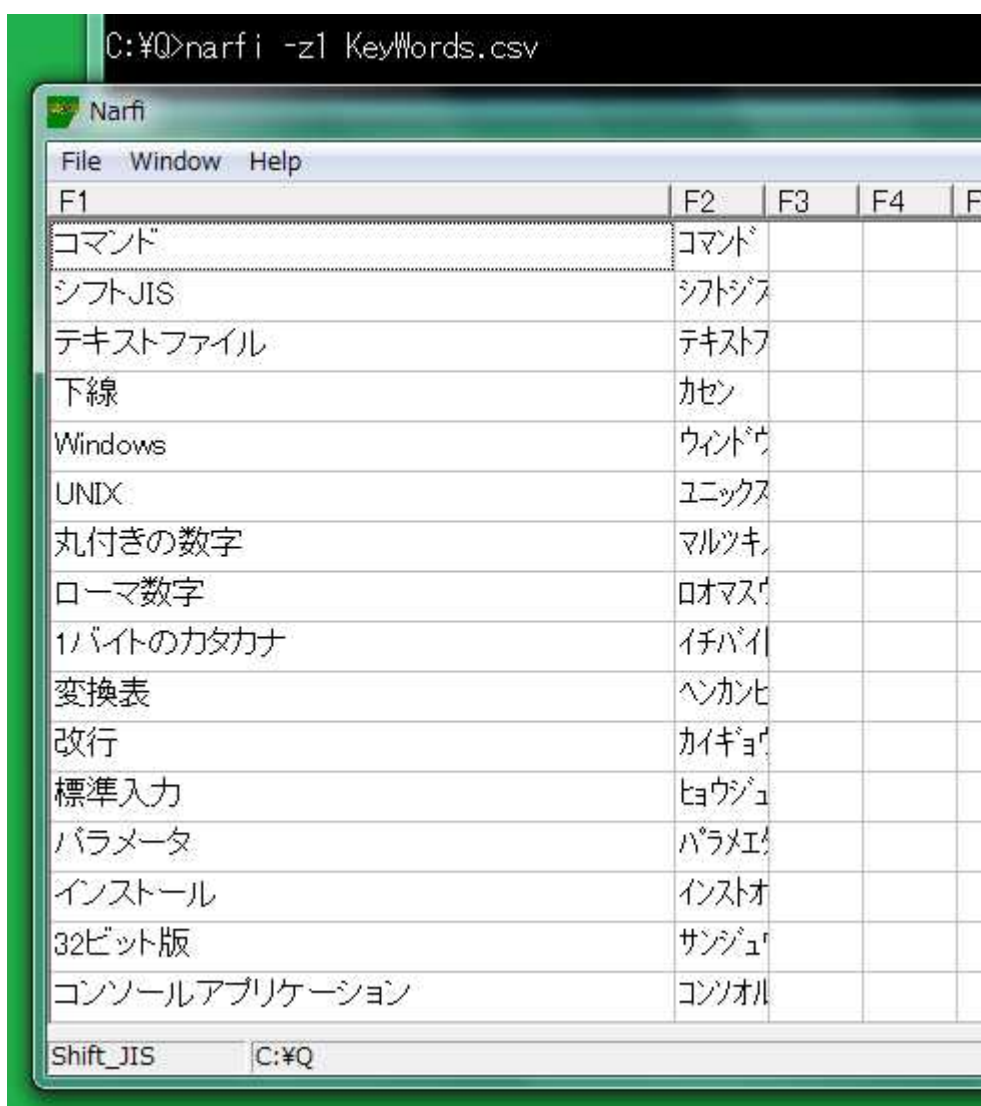 C:¥Q>narfi -z1 KeyWords.csv
Narfi
File Window Help
F1 F2 F3 F4 F
コマンド ｺﾏﾝﾄﾞ
シフトJIS ｼﾌﾄｼﾞｽ
テキストファイル ﾃｷｽﾄﾌ
下線 ｶｾﾝ
Windows ｳｨﾝﾄﾞｳ
UNIX ﾕﾆｯｸｽ
丸付きの数字 ﾏﾙﾂｷﾉ
ローマ数字 ﾛｵﾏｽｳ
1バイトのカタカナ ｲﾁﾊﾞｲﾄ
変換表 ﾍﾝｶﾝﾋ
改行 ｶｲｷﾞｮｳ
標準入力 ﾋｮｳｼﾞｭ
パラメータ ﾊﾟﾗﾒｴﾀ
インストール ｲﾝｽﾄｵ
32ビット版 ｻﾝｼﾞｭｳ
コンソールアプリケーション ｺﾝｿｵﾙ
Shift_JIS C:¥Q